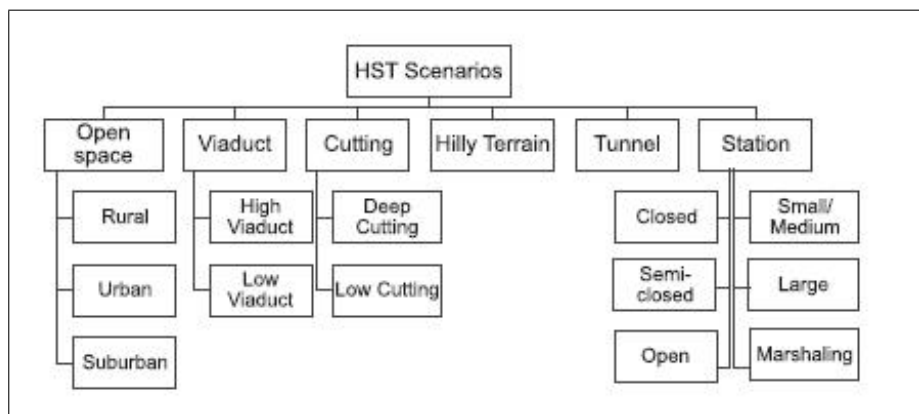 HST Scenarios
Open
space
Viaduct
Cutting
Hilly Terrain
Tunnel
Station
Rural
Urban
Suburban
High
Viaduct
Low
Viaduct
Deep
Cutting
Low Cutting
Closed
Semi-
closed
Open
Small/
Medium
Large
Marshaling